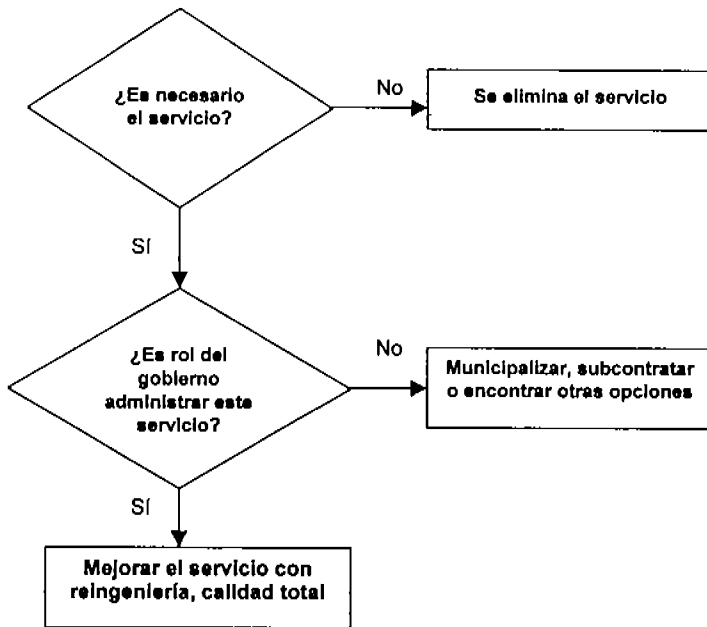 ¿Es necesario
el servicio?
No
Se elimina el servicio
Sí
¿Es rol del
gobierno
administrar este
servicio?
No
Municipalizar, subcontratar
o encontrar otras opciones
Sí
Mejorar el servicio con
reingeniería, calidad total